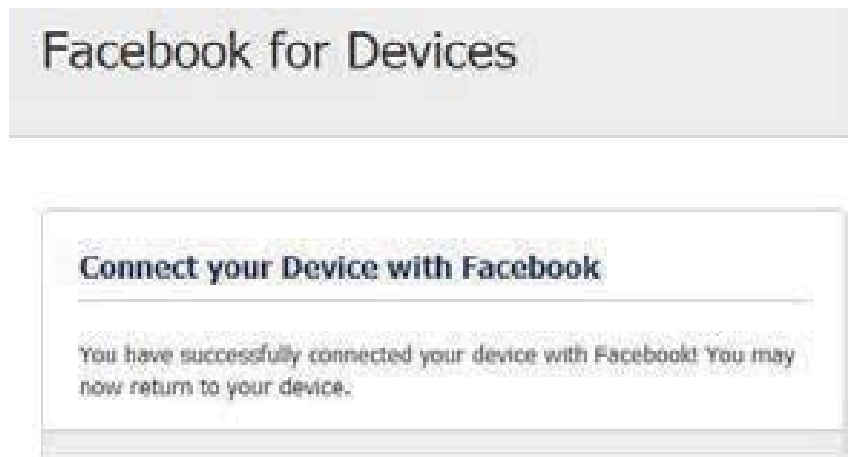 Facebook for Devices
Connect your Device with Facebook
You have successfully connected your device with Facebook! You may
now return to your device.